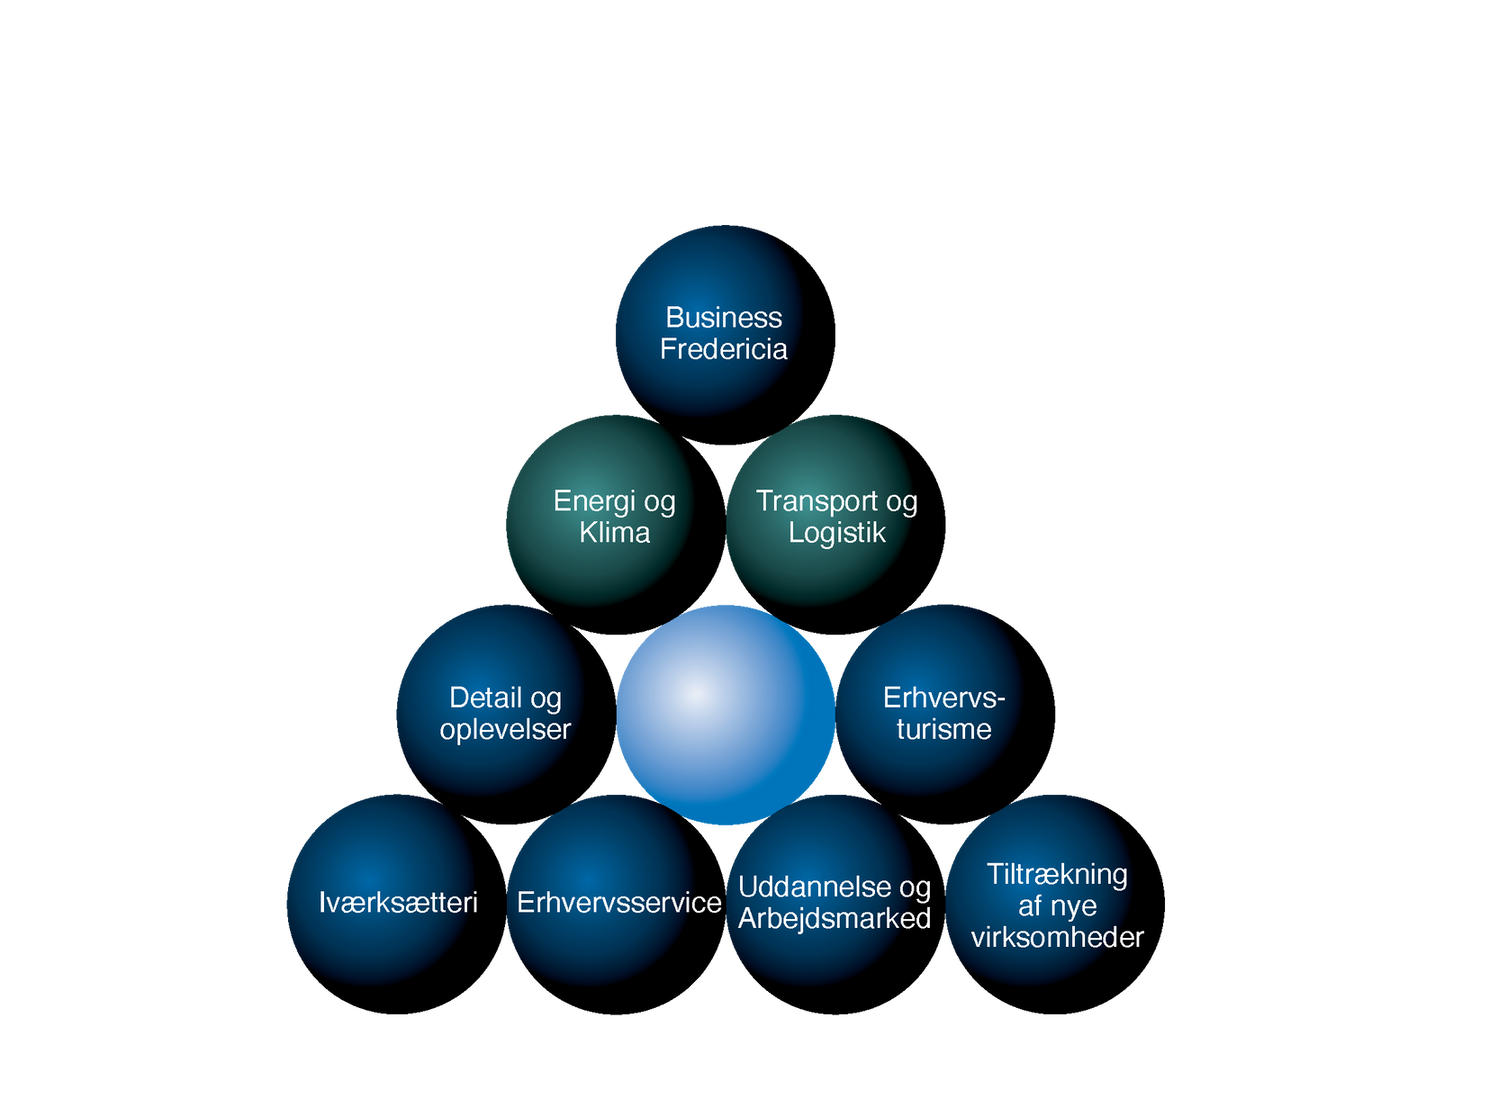 Business
Fredericia
Energi og
Klima
Transport og
Logistik
Detail og
oplevelser
Erhvervs-
turisme
Iværksætteri
Erhvervsservice
Uddannelse og
Arbejdsmarked
Tiltrækning
af nye
virksomheder